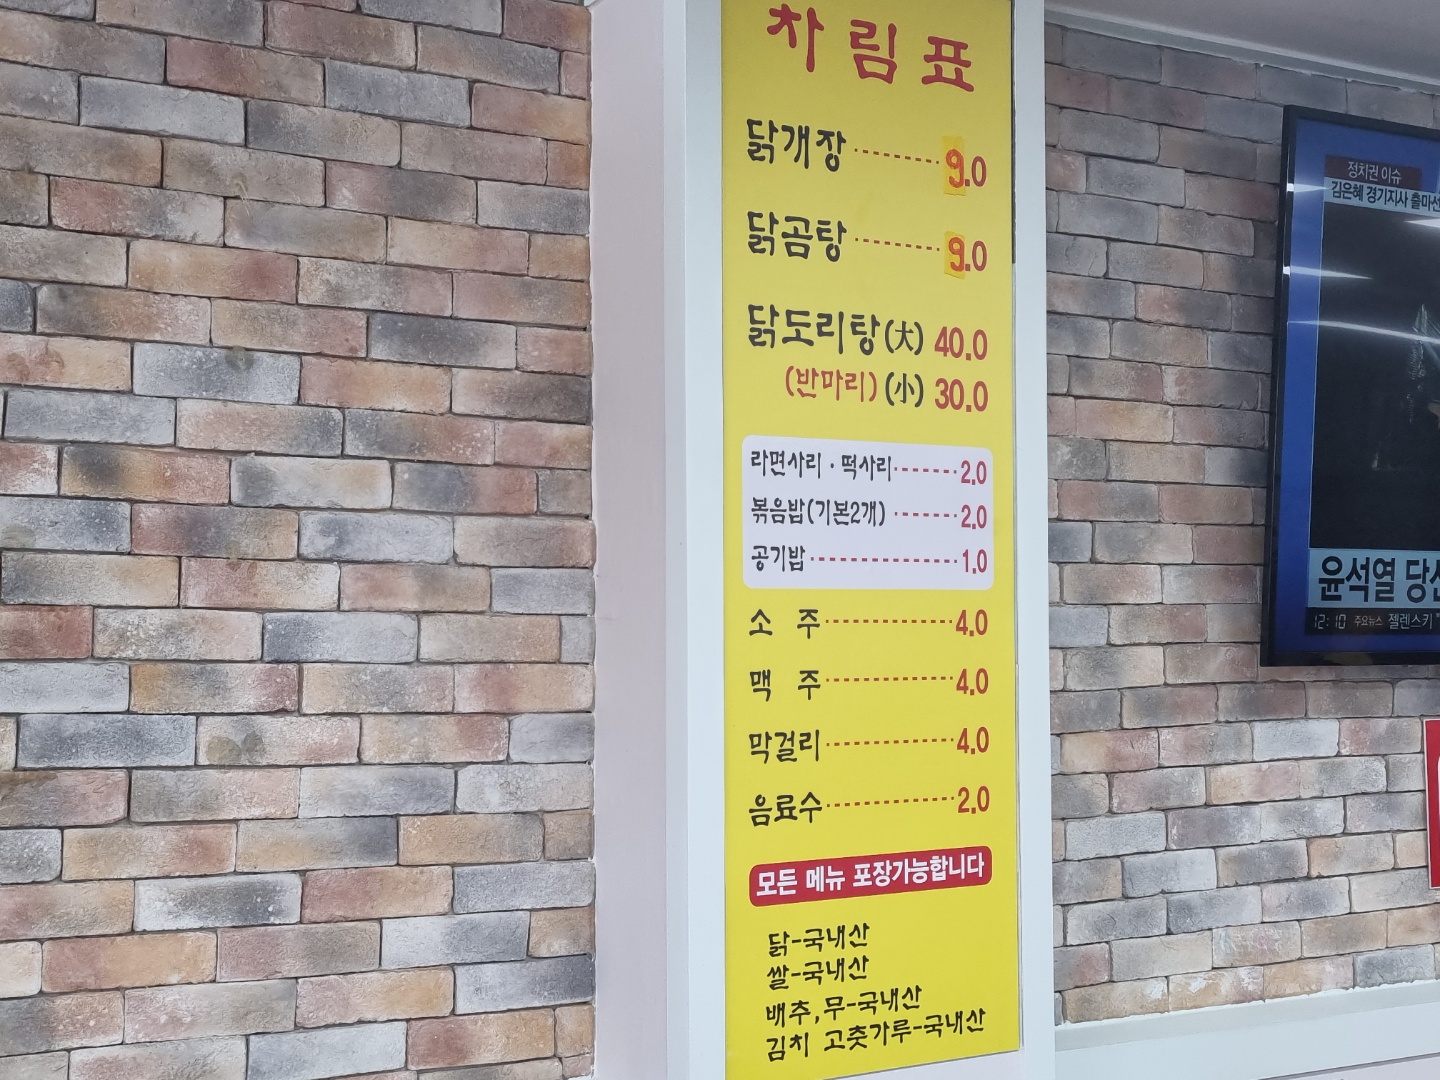 차림표
닭개장 9.0
닭곰탕 9.0
닭도리탕(大) 40.0
(반마리)(小) 30.0
라면사리 · 떡사리 2.0
볶음밥(기본2개) 2.0
공기밥 1.0
소 주 4.0
맥 주 4.0
막걸리 4.0
음료수 2.0
모든 메뉴 포장가능합니다
닭-국내산
쌀-국내산
배추,무-국내산
김치 고춧가루-국내산
정치권 이슈
김은혜 경기지사 출마선
윤석열 당선
12:10 주요뉴스 젤렌스키 "